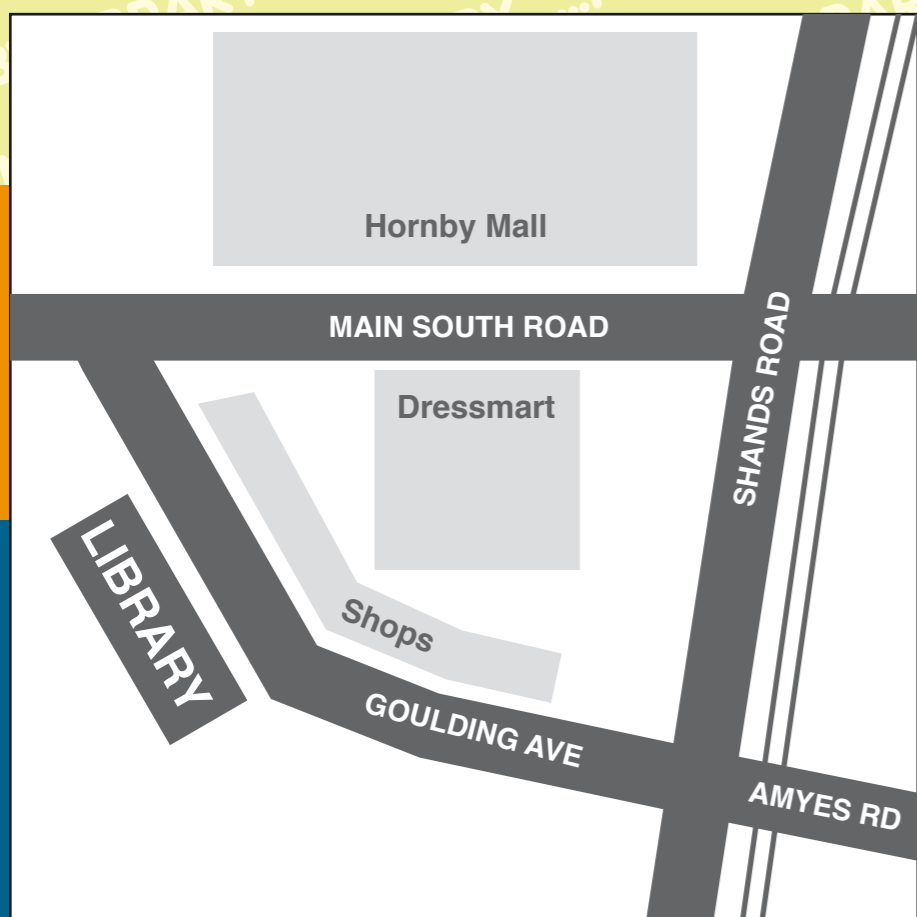 Hornby Mall
MAIN SOUTH ROAD
SHANDS ROAD
Dressmart
LIBRARY
Shops
GOULDING AVE
AMYES RD